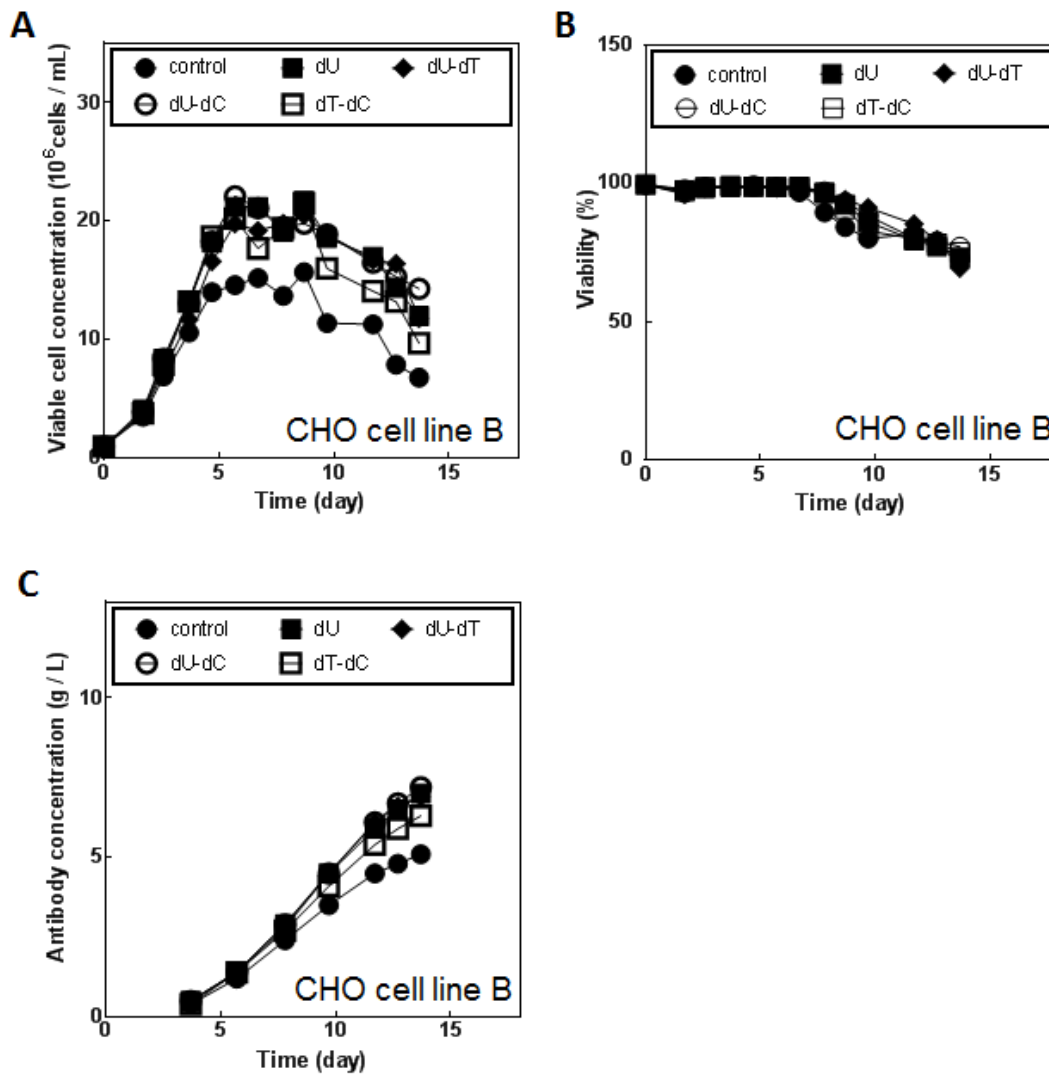 A
Viable cell concentration (10⁶cells / mL)
control dU dU-dT
dU-dC dT-dC
30
20
10
0
0 5 10 15
Time (day)
CHO cell line B
B
Viability (%)
150
control dU dU-dT
dU-dC dT-dC
100
50
0
0 5 10 15
Time (day)
CHO cell line B
C
Antibody concentration (g / L)
control dU dU-dT
dU-dC dT-dC
10
5
0
0 5 10 15
Time (day)
CHO cell line B